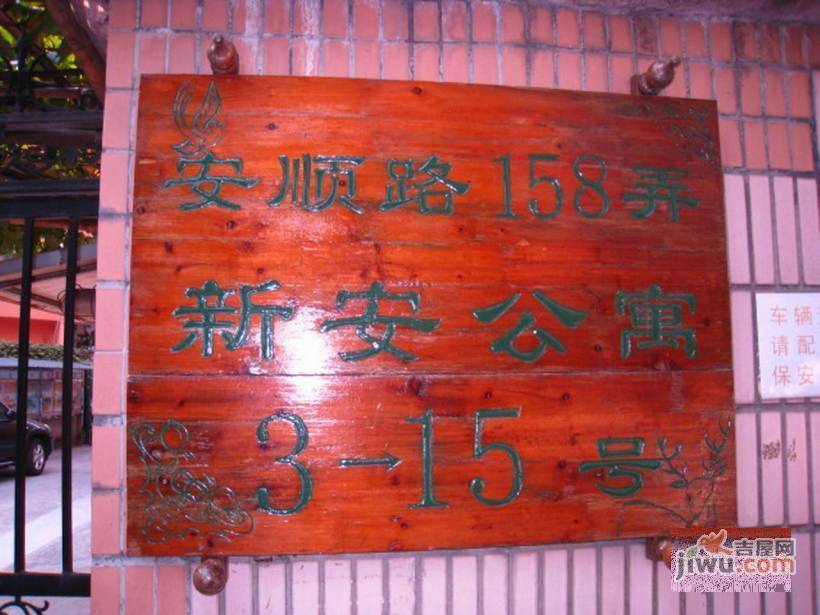 安顺路158弄
新安公寓
3→15号
车辆
请配
保安
吉屋网
jiwu.com